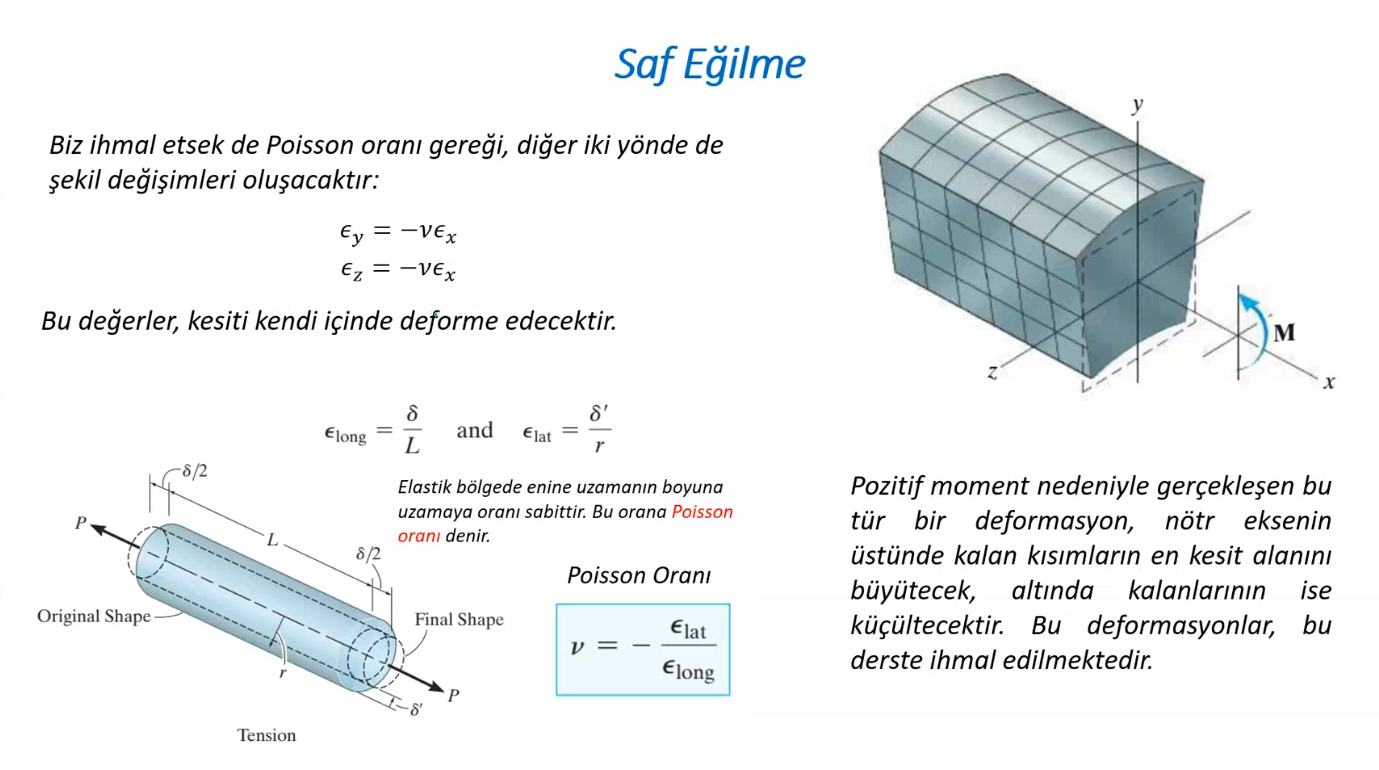 Saf Eğilme
Biz ihmal etsek de Poisson oranı gereği, diğer iki yönde de
şekil değişimleri oluşacaktır:
ϵy = −νϵx
ϵz = −νϵx
Bu değerler, kesiti kendi içinde deforme edecektir.
ϵlong = δ/L and ϵlat = δ'/r
Elastik bölgede enine uzamanın boyuna
uzamaya oranı sabittir. Bu orana Poisson
oranı denir.
Poisson Oranı
ν = − ϵlat/ϵlong
δ/2
P
L
δ/2
Original Shape
Final Shape
r
P
δ'
Tension
y
M
z
x
Pozitif moment nedeniyle gerçekleşen bu
tür bir deformasyon, nötr eksenin
üstünde kalan kısımların en kesit alanını
büyütecek, altında kalanlarının ise
küçültecektir. Bu deformasyonlar, bu
derste ihmal edilmektedir.